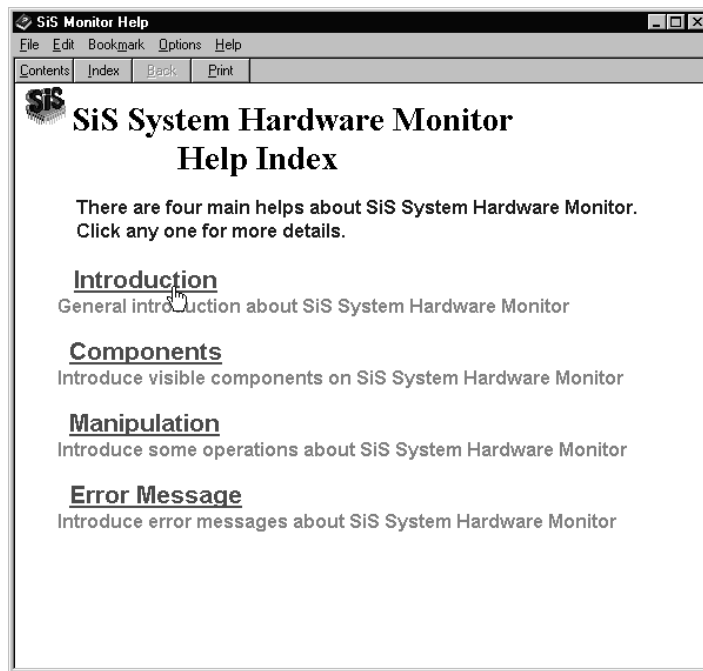 SiS Monitor Help
File Edit Bookmark Options Help
Contents Index Back Print
SiS
SiS System Hardware Monitor
Help Index
There are four main helps about SiS System Hardware Monitor.
Click any one for more details.
Introduction
General introduction about SiS System Hardware Monitor
Components
Introduce visible components on SiS System Hardware Monitor
Manipulation
Introduce some operations about SiS System Hardware Monitor
Error Message
Introduce error messages about SiS System Hardware Monitor